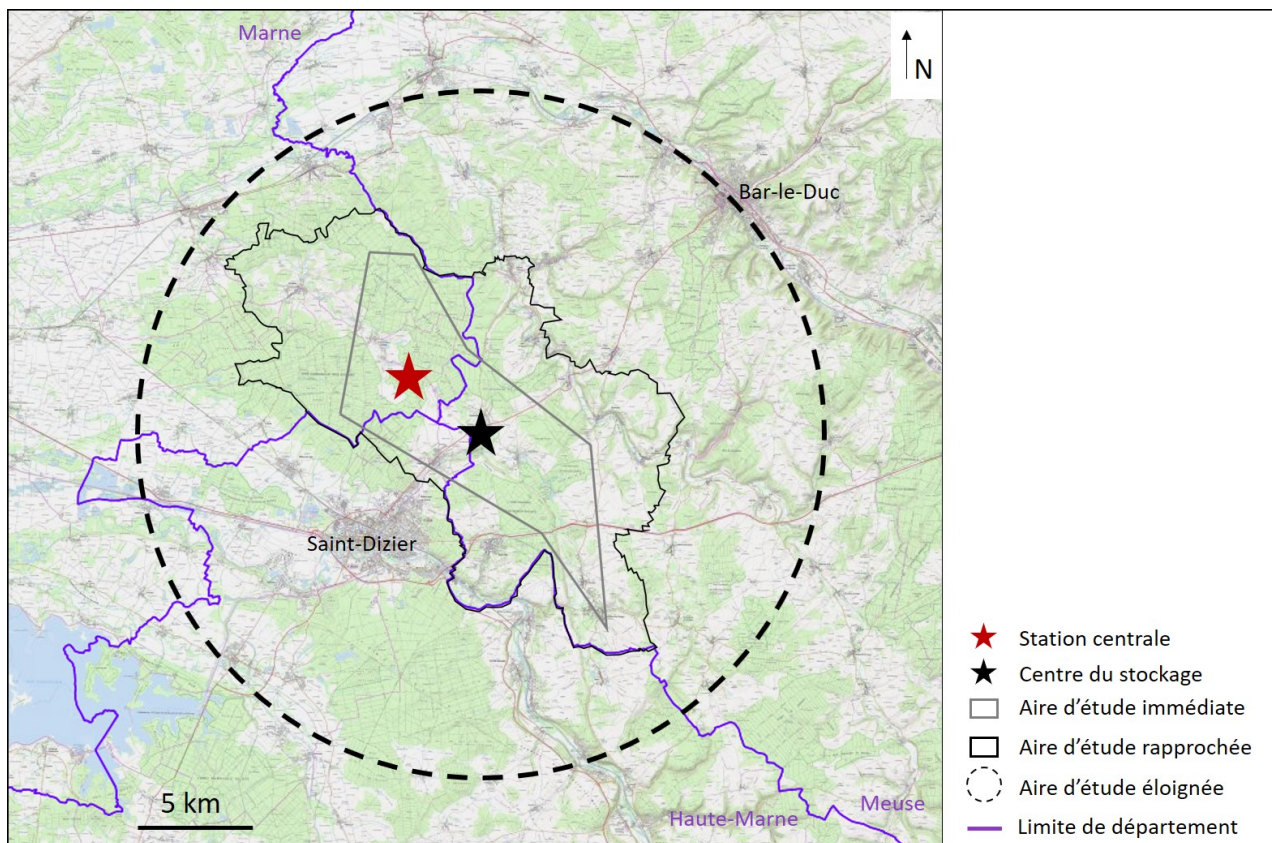 Marne
N
Bar-le-Duc
Saint-Dizier
5 km
Haute-Marne
Meuse
Station centrale
Centre du stockage
Aire d'étude immédiate
Aire d'étude rapprochée
Aire d'étude éloignée
Limite de département